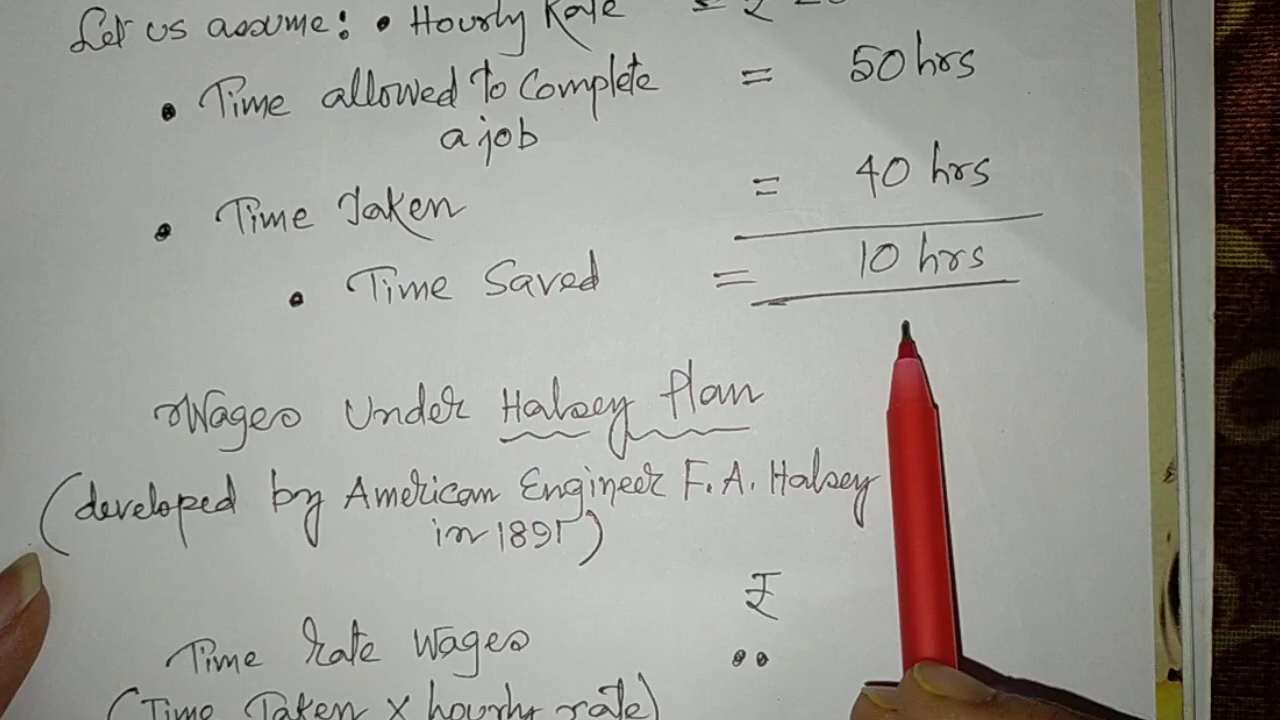 Let us assume: • Hourly Rate = ₹
• Time allowed to Complete = 50 hrs
a job
• Time Taken = 40 hrs
• Time Saved = 10 hrs
Wages Under Halsey Plan
(developed by American Engineer F. A. Halsey
in 1891)
₹
Time Rate Wages ••
(Time Taken X hourly rate)